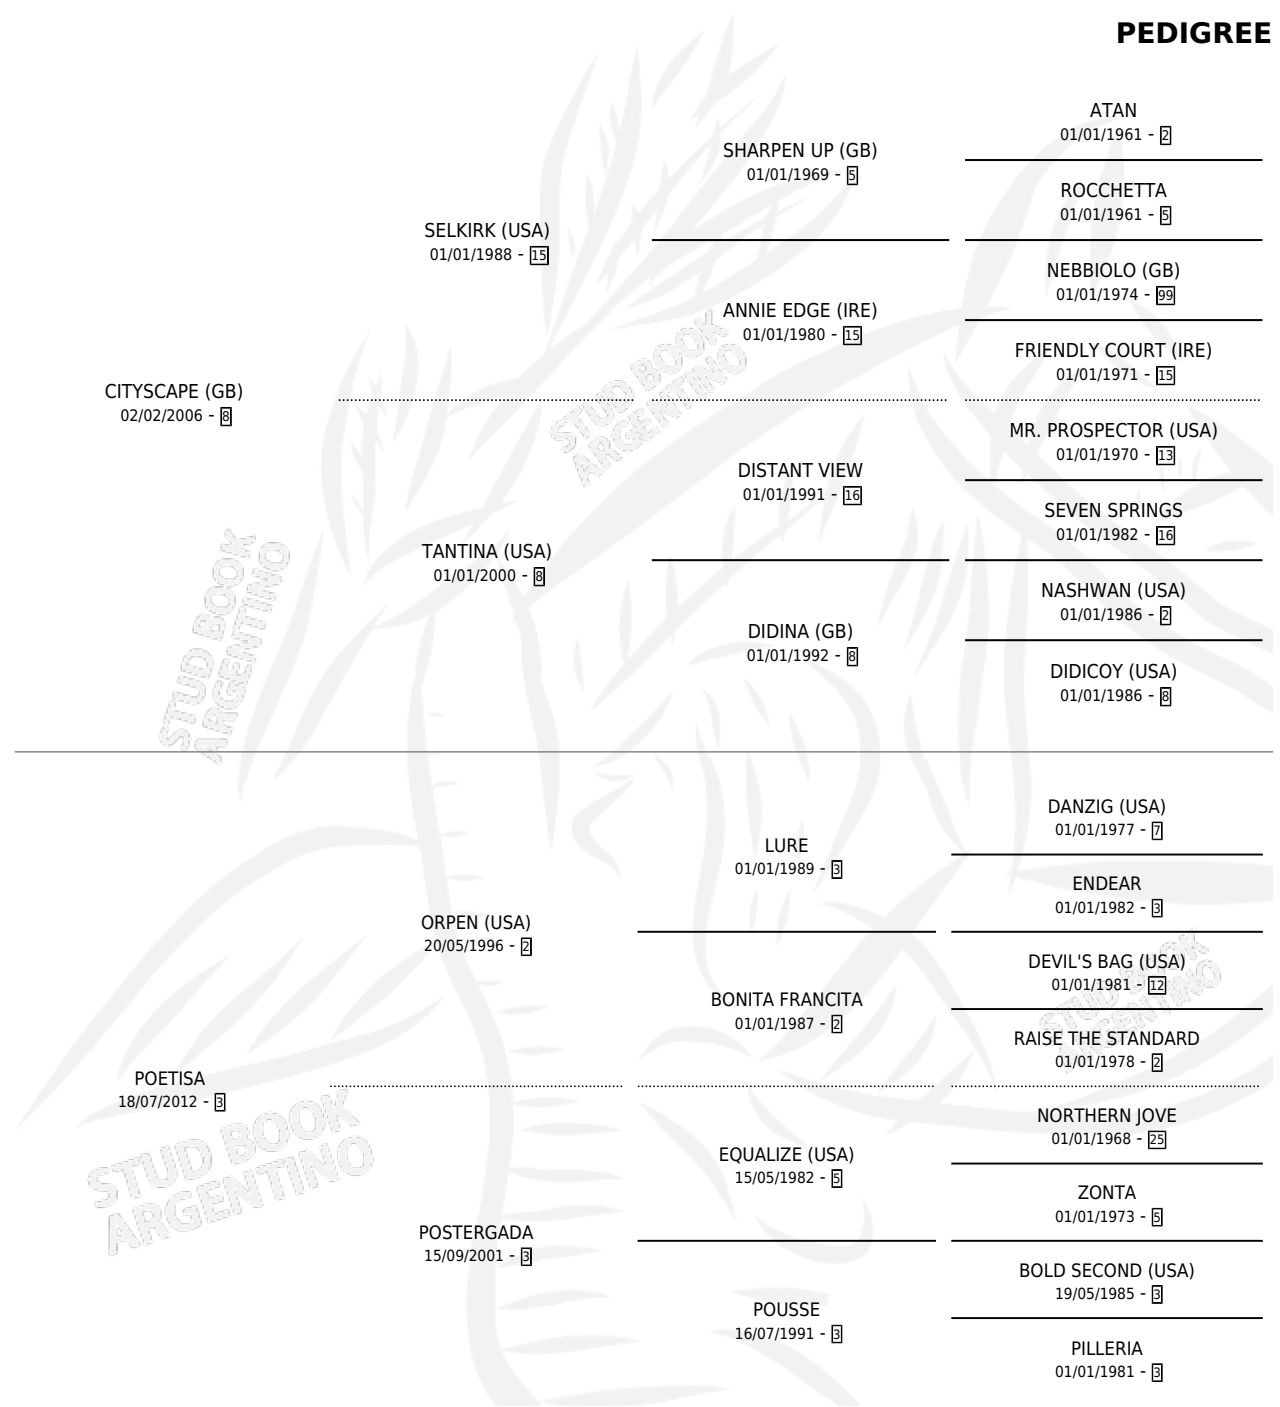 PEDIGREE
ATAN
01/01/1961 - 2
SHARPEN UP (GB)
01/01/1969 - 5
ROCCHETTA
01/01/1961 - 5
SELKIRK (USA)
01/01/1988 - 15
NEBBIOLO (GB)
01/01/1974 - 99
ANNIE EDGE (IRE)
01/01/1980 - 15
FRIENDLY COURT (IRE)
01/01/1971 - 15
CITYSCAPE (GB)
02/02/2006 - 8
STUD BOOK
ARGENTINO
MR. PROSPECTOR (USA)
01/01/1970 - 13
DISTANT VIEW
01/01/1991 - 16
SEVEN SPRINGS
01/01/1982 - 16
TANTINA (USA)
01/01/2000 - 8
NASHWAN (USA)
01/01/1986 - 2
DIDINA (GB)
01/01/1992 - 8
DIDICOY (USA)
01/01/1986 - 8
STUD BOOK
ARGENTINO
DANZIG (USA)
01/01/1977 - 7
LURE
01/01/1989 - 3
ENDEAR
01/01/1982 - 3
ORPEN (USA)
20/05/1996 - 2
DEVIL'S BAG (USA)
01/01/1981 - 12
BONITA FRANCITA
01/01/1987 - 2
STUD BOOK
ARGENTINO
RAISE THE STANDARD
01/01/1978 - 2
POETISA
18/07/2012 - 3
NORTHERN JOVE
01/01/1968 - 25
STUD BOOK
ARGENTINO
EQUALIZE (USA)
15/05/1982 - 5
ZONTA
01/01/1973 - 5
POSTERGADA
15/09/2001 - 3
BOLD SECOND (USA)
19/05/1985 - 3
POUSSE
16/07/1991 - 3
PILLERIA
01/01/1981 - 3